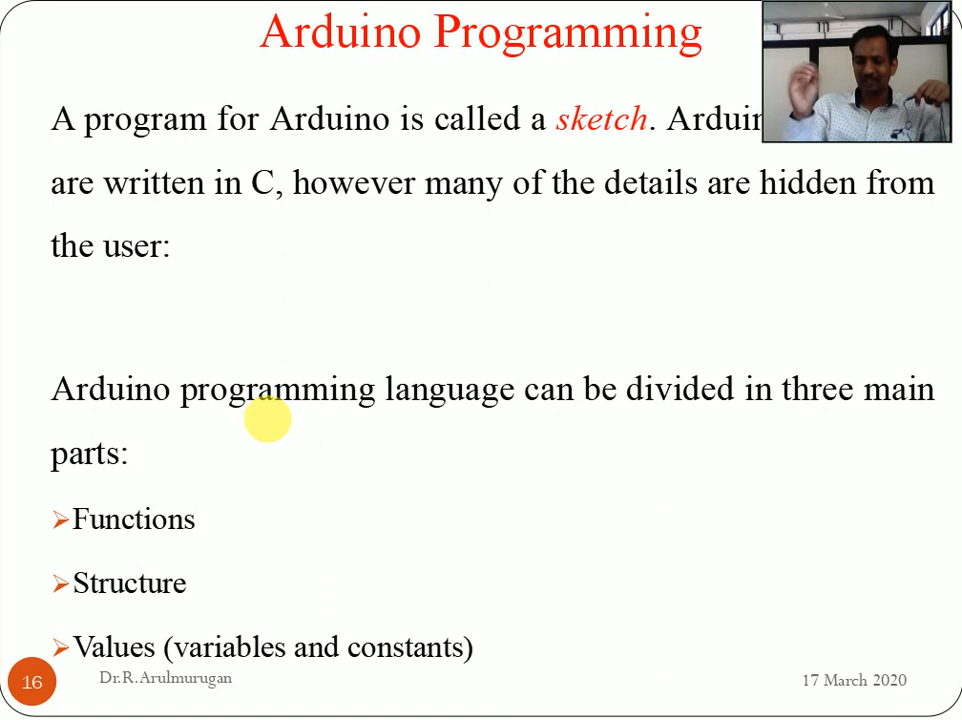 Arduino Programming
A program for Arduino is called a sketch. Arduin
are written in C, however many of the details are hidden from
the user:
Arduino programming language can be divided in three main
parts:
➢Functions
➢Structure
➢Values (variables and constants)
16
Dr.R.Arulmurugan
17 March 2020